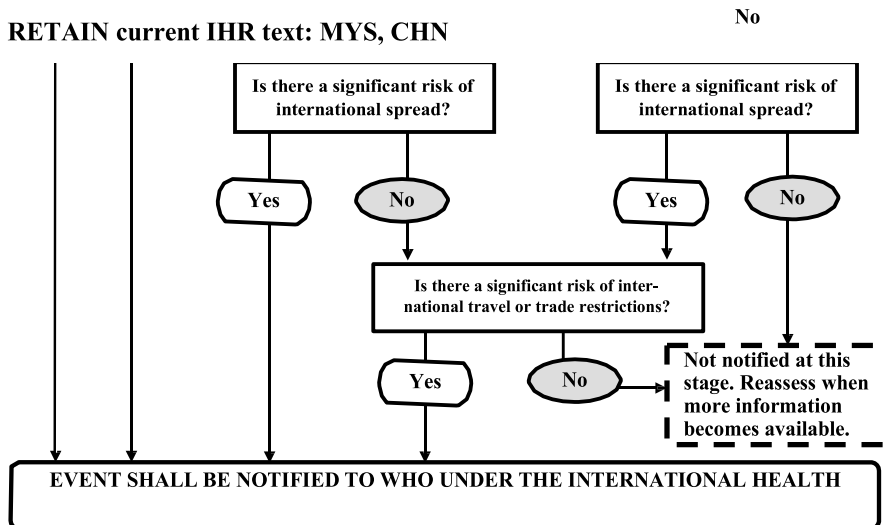 No
RETAIN current IHR text: MYS, CHN
Is there a significant risk of
international spread?
Is there a significant risk of
international spread?
Yes
No
Yes
No
Is there a significant risk of inter-
national travel or trade restrictions?
Yes
No
Not notified at this
stage. Reassess when
more information
becomes available.
EVENT SHALL BE NOTIFIED TO WHO UNDER THE INTERNATIONAL HEALTH